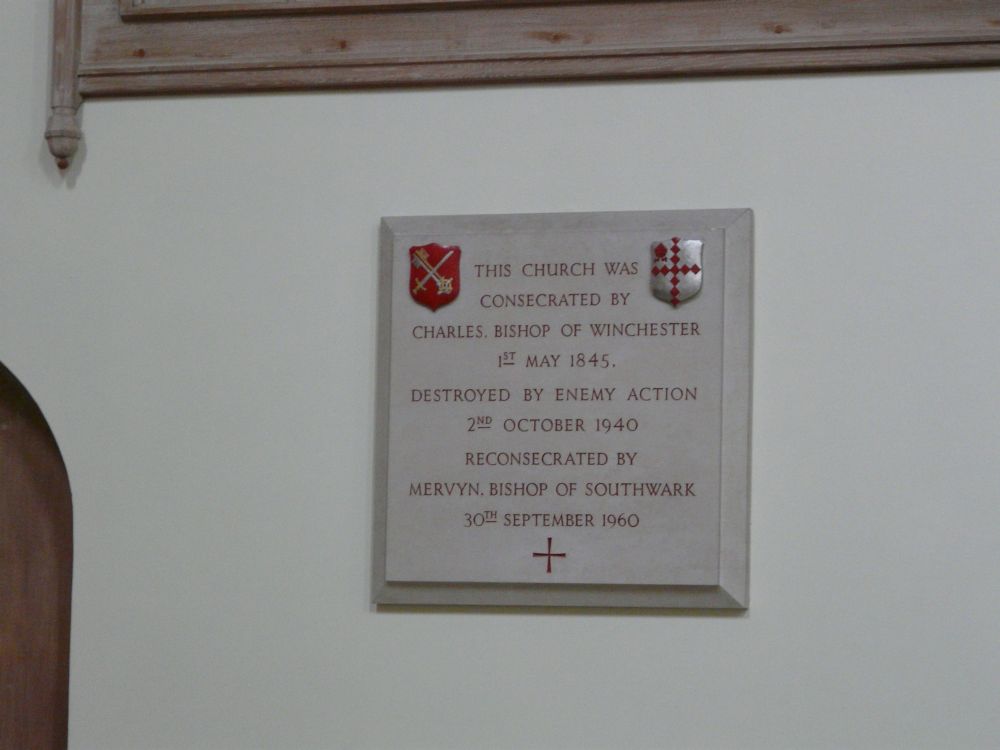 THIS CHURCH WAS
CONSECRATED BY
CHARLES. BISHOP OF WINCHESTER
1ST MAY 1845.
DESTROYED BY ENEMY ACTION
2ND OCTOBER 1940
RECONSECRATED BY
MERVYN. BISHOP OF SOUTHWARK
30TH SEPTEMBER 1960